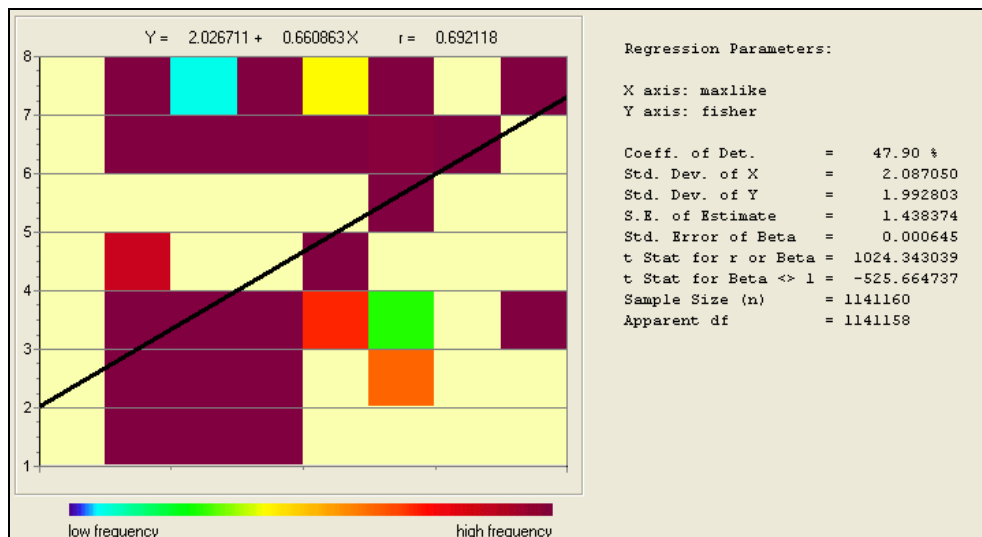 Y = 2.026711 + 0.660863 X r = 0.692118
8
7
6
5
4
3
2
1
low frequency
high frequency
Regression Parameters:
X axis: maxlike
Y axis: fisher
Coeff. of Det. = 47.90 %
Std. Dev. of X = 2.087050
Std. Dev. of Y = 1.992803
S.E. of Estimate = 1.438374
Std. Error of Beta = 0.000645
t Stat for r or Beta = 1024.343039
t Stat for Beta <> 1 = -525.664737
Sample Size (n) = 1141160
Apparent df = 1141158